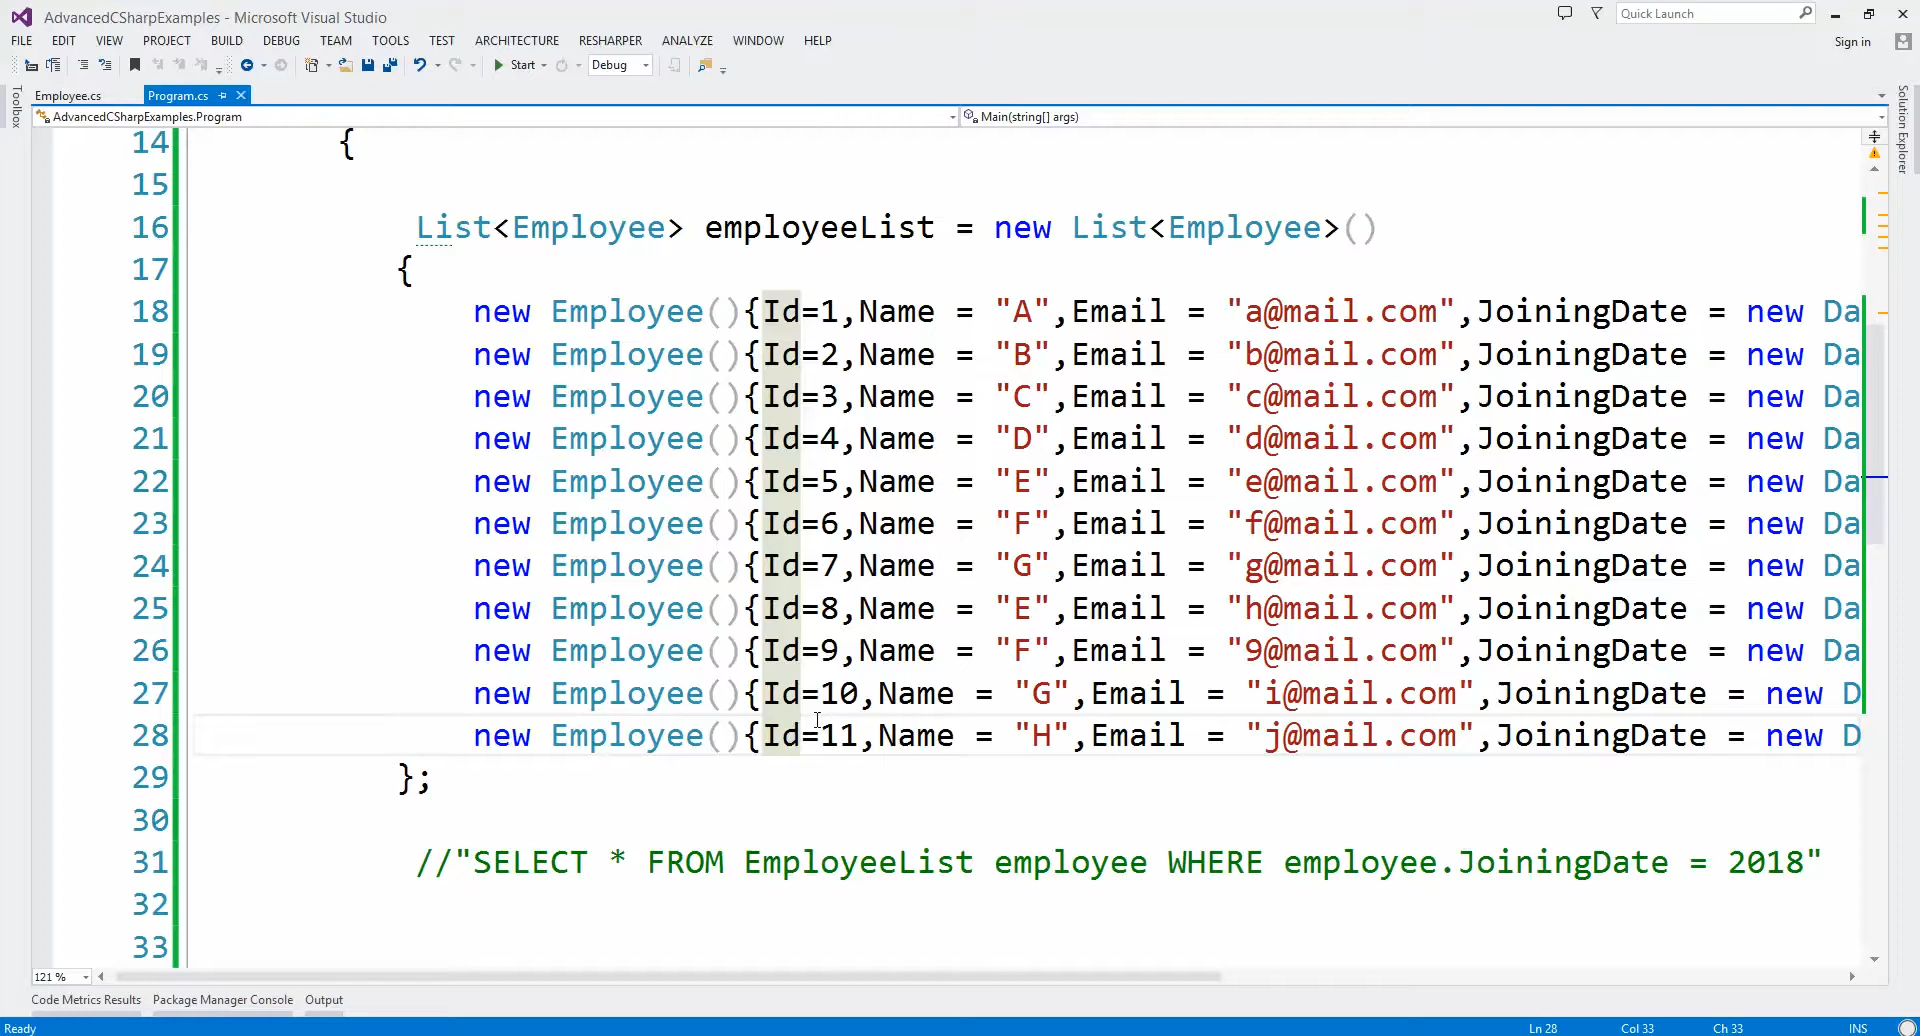 AdvancedCSharpExamples - Microsoft Visual Studio
Quick Launch
FILE EDIT VIEW PROJECT BUILD DEBUG TEAM TOOLS TEST ARCHITECTURE RESHARPER ANALYZE WINDOW HELP
Sign in
Start Debug
Toolbox
Employee.cs Program.cs
Solution Explorer
AdvancedCSharpExamples.Program Main(string[] args)
14 {
15
16 List<Employee> employeeList = new List<Employee>()
17 {
18 new Employee(){Id=1,Name = "A",Email = "a@mail.com",JoiningDate = new Da
19 new Employee(){Id=2,Name = "B",Email = "b@mail.com",JoiningDate = new Da
20 new Employee(){Id=3,Name = "C",Email = "c@mail.com",JoiningDate = new Da
21 new Employee(){Id=4,Name = "D",Email = "d@mail.com",JoiningDate = new Da
22 new Employee(){Id=5,Name = "E",Email = "e@mail.com",JoiningDate = new Da
23 new Employee(){Id=6,Name = "F",Email = "f@mail.com",JoiningDate = new Da
24 new Employee(){Id=7,Name = "G",Email = "g@mail.com",JoiningDate = new Da
25 new Employee(){Id=8,Name = "E",Email = "h@mail.com",JoiningDate = new Da
26 new Employee(){Id=9,Name = "F",Email = "9@mail.com",JoiningDate = new Da
27 new Employee(){Id=10,Name = "G",Email = "i@mail.com",JoiningDate = new D
28 new Employee(){Id=11,Name = "H",Email = "j@mail.com",JoiningDate = new D
29 };
30
31 //"SELECT * FROM EmployeeList employee WHERE employee.JoiningDate = 2018"
32
33
121 %
Code Metrics Results Package Manager Console Output
Ready Ln 28 Col 33 Ch 33 INS